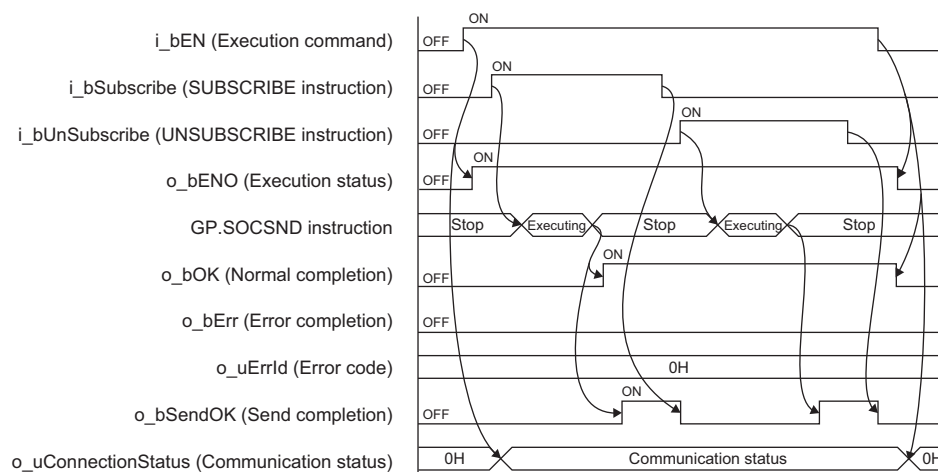 ON
i_bEN (Execution command) OFF
ON
i_bSubscribe (SUBSCRIBE instruction) OFF
ON
i_bUnSubscribe (UNSUBSCRIBE instruction) OFF
ON
o_bENO (Execution status) OFF
GP.SOCSND instruction Stop Executing Stop Executing Stop
ON
o_bOK (Normal completion) OFF
o_bErr (Error completion) OFF
o_uErrId (Error code) 0H
ON
o_bSendOK (Send completion) OFF
o_uConnectionStatus (Communication status) 0H Communication status 0H